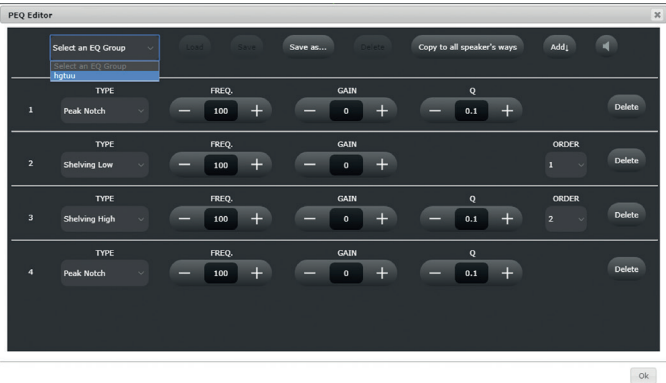 PEQ Editor
Select an EQ Group Load Save Save as... Delete Copy to all speaker's ways Add↓
Select an EQ Group
hgtuu
TYPE FREQ. GAIN Q
1 Peak Notch — 100 + — 0 + — 0.1 + Delete
TYPE FREQ. GAIN ORDER
2 Shelving Low — 100 + — 0 + 1 Delete
TYPE FREQ. GAIN Q ORDER
3 Shelving High — 100 + — 0 + — 0.1 + 2 Delete
TYPE FREQ. GAIN Q
4 Peak Notch — 100 + — 0 + — 0.1 + Delete
Ok